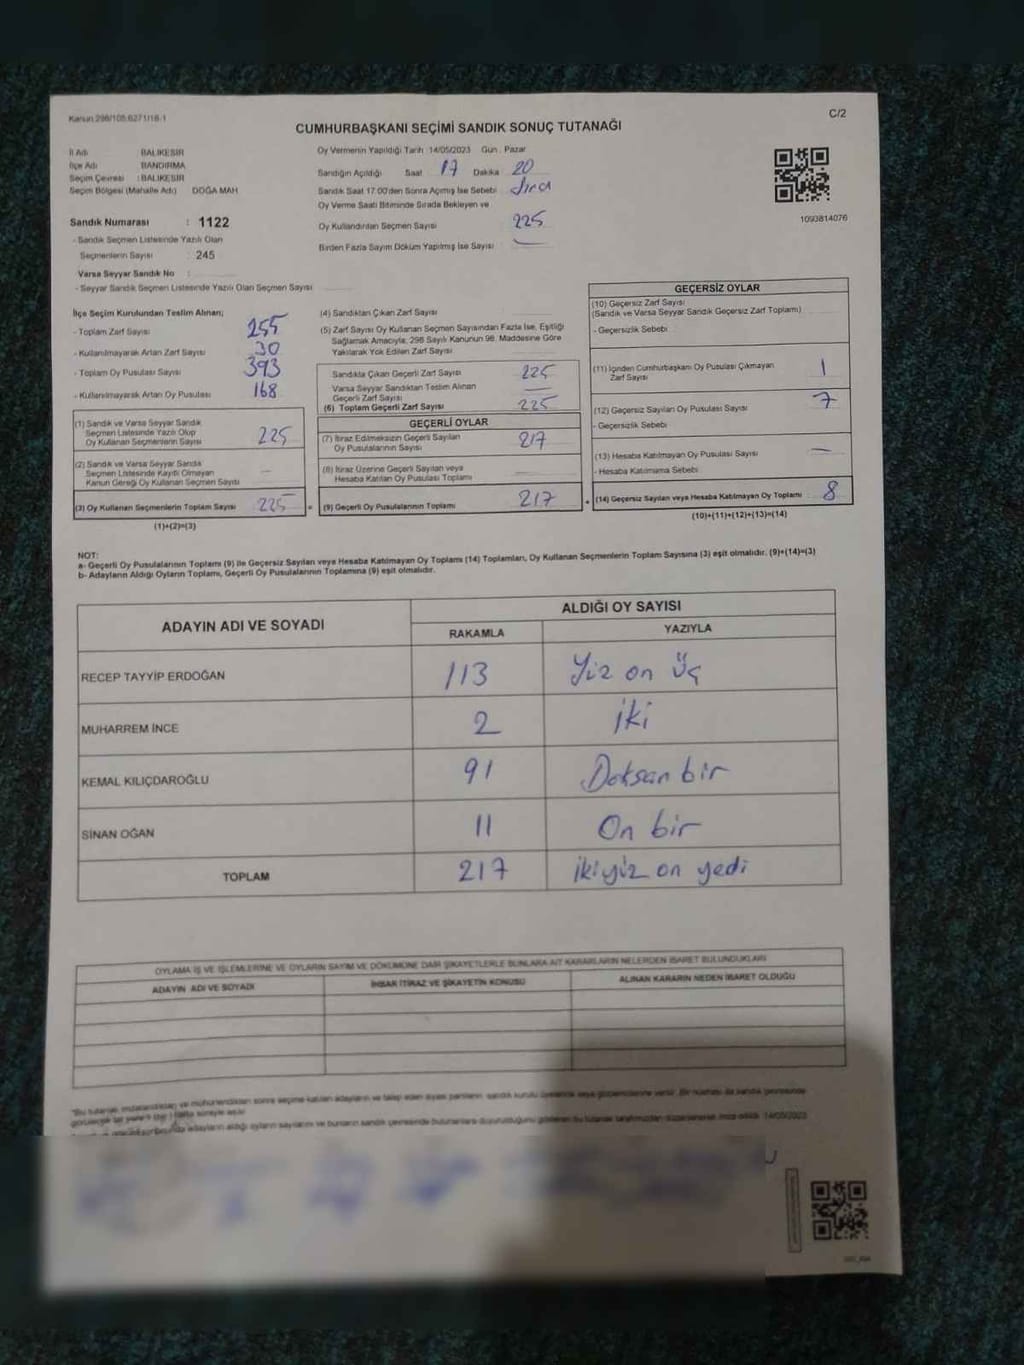 Kanun 298/105;6271/18-1
C/2
CUMHURBAŞKANI SEÇİMİ SANDIK SONUÇ TUTANAĞI
İl Adı BALIKESİR
İlçe Adı BANDIRMA
Seçim Çevresi : BALIKESİR
Seçim Bölgesi (Mahalle Adı) DOĞA MAH
Sandık Numarası : 1122
- Sandık Seçmen Listesinde Yazılı Olan
Seçmenlerin Sayısı : 245
Varsa Seyyar Sandık No :
- Seyyar Sandık Seçmen Listesinde Yazılı Olan Seçmen Sayısı
Oy Vermenin Yapıldığı Tarih 14/05/2023 Gün : Pazar
Sandığın Açıldığı Saat 17 Dakika 20
Sandık Saat 17:00'den Sonra Açılmış İse Sebebi Sıra
Oy Verme Saati Bitiminde Sırada Bekleyen ve
Oy Kullandırılan Seçmen Sayısı 225
Birden Fazla Sayım Döküm Yapılmış İse Sayısı —
1093814076
İlçe Seçim Kurulundan Teslim Alınan;
- Toplam Zarf Sayısı 255
- Kullanılmayarak Artan Zarf Sayısı 30
- Toplam Oy Pusulası Sayısı 393
- Kullanılmayarak Artan Oy Pusulası 168
(1) Sandık ve Varsa Seyyar Sandık
Seçmen Listesinde Yazılı Olup
Oy Kullanan Seçmenlerin Sayısı 225
(2) Sandık ve Varsa Seyyar Sandık
Seçmen Listesinde Kayıtlı Olmayan
Kanun Gereği Oy Kullanan Seçmen Sayısı —
(3) Oy Kullanan Seçmenlerin Toplam Sayısı 225
(1)+(2)=(3)
(4) Sandıktan Çıkan Zarf Sayısı
(5) Zarf Sayısı Oy Kullanan Seçmen Sayısından Fazla İse, Eşitliği
Sağlamak Amacıyla, 298 Sayılı Kanunun 98. Maddesine Göre
Yakılarak Yok Edilen Zarf Sayısı
Sandıkta Çıkan Geçerli Zarf Sayısı 225
Varsa Seyyar Sandıktan Teslim Alınan
Geçerli Zarf Sayısı —
(6) Toplam Geçerli Zarf Sayısı 225
GEÇERLİ OYLAR
(7) İtiraz Edilmeksizin Geçerli Sayılan
Oy Pusulalarının Sayısı 217
(8) İtiraz Üzerine Geçerli Sayılan veya
Hesaba Katılan Oy Pusulası Toplamı
(9) Geçerli Oy Pusulalarının Toplamı 217
GEÇERSİZ OYLAR
(10) Geçersiz Zarf Sayısı
(Sandık ve Varsa Seyyar Sandık Geçersiz Zarf Toplamı)
- Geçersizlik Sebebi
(11) İçinden Cumhurbaşkanı Oy Pusulası Çıkmayan
Zarf Sayısı 1
(12) Geçersiz Sayılan Oy Pusulası Sayısı 7
- Geçersizlik Sebebi
(13) Hesaba Katılmayan Oy Pusulası Sayısı —
- Hesaba Katılmama Sebebi
(14) Geçersiz Sayılan veya Hesaba Katılmayan Oy Toplamı 8
(10)+(11)+(12)+(13)=(14)
NOT:
a- Geçerli Oy Pusulalarının Toplamı (9) ile Geçersiz Sayılan veya Hesaba Katılmayan Oy Toplamı (14) Toplamları, Oy Kullanan Seçmenlerin Toplam Sayısına (3) eşit olmalıdır. (9)+(14)=(3)
b- Adayların Aldığı Oyların Toplamı, Geçerli Oy Pusulalarının Toplamına (9) eşit olmalıdır.
ADAYIN ADI VE SOYADI ALDIĞI OY SAYISI
RAKAMLA YAZIYLA
RECEP TAYYİP ERDOĞAN 113 Yüz on üç
MUHARREM İNCE 2 iki
KEMAL KILIÇDAROĞLU 91 Doksan bir
SİNAN OĞAN 11 On bir
TOPLAM 217 ikiyüz on yedi
OYLAMA İŞ VE İŞLEMLERİNE VE OYLARIN SAYIM VE DÖKÜMÜNE DAİR ŞİKAYETLERLE BUNLARA AİT KARARLARIN NELERDEN İBARET BULUNDUKLARI
ADAYIN ADI VE SOYADI İHBAR İTİRAZ VE ŞİKAYETİN KONUSU ALINAN KARARIN NEDEN İBARET OLDUĞU